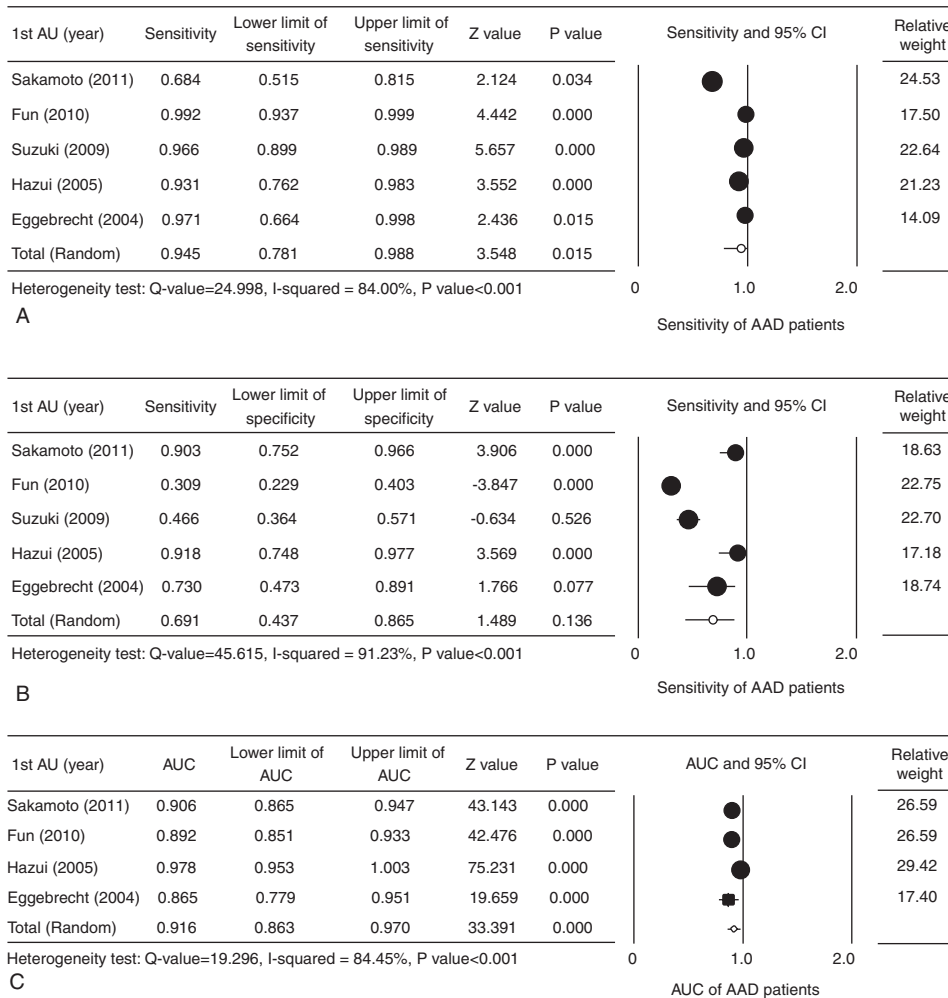 1st AU (year) Sensitivity Lower limit of sensitivity Upper limit of sensitivity Z value P value Sensitivity and 95% CI Relative weight
Sakamoto (2011) 0.684 0.515 0.815 2.124 0.034 24.53
Fun (2010) 0.992 0.937 0.999 4.442 0.000 17.50
Suzuki (2009) 0.966 0.899 0.989 5.657 0.000 22.64
Hazui (2005) 0.931 0.762 0.983 3.552 0.000 21.23
Eggebrecht (2004) 0.971 0.664 0.998 2.436 0.015 14.09
Total (Random) 0.945 0.781 0.988 3.548 0.015
Heterogeneity test: Q-value=24.998, I-squared = 84.00%, P value<0.001
0 1.0 2.0
A
Sensitivity of AAD patients
1st AU (year) Sensitivity Lower limit of specificity Upper limit of specificity Z value P value Sensitivity and 95% CI Relative weight
Sakamoto (2011) 0.903 0.752 0.966 3.906 0.000 18.63
Fun (2010) 0.309 0.229 0.403 -3.847 0.000 22.75
Suzuki (2009) 0.466 0.364 0.571 -0.634 0.526 22.70
Hazui (2005) 0.918 0.748 0.977 3.569 0.000 17.18
Eggebrecht (2004) 0.730 0.473 0.891 1.766 0.077 18.74
Total (Random) 0.691 0.437 0.865 1.489 0.136
Heterogeneity test: Q-value=45.615, I-squared = 91.23%, P value<0.001
0 1.0 2.0
B
Sensitivity of AAD patients
1st AU (year) AUC Lower limit of AUC Upper limit of AUC Z value P value AUC and 95% CI Relative weight
Sakamoto (2011) 0.906 0.865 0.947 43.143 0.000 26.59
Fun (2010) 0.892 0.851 0.933 42.476 0.000 26.59
Hazui (2005) 0.978 0.953 1.003 75.231 0.000 29.42
Eggebrecht (2004) 0.865 0.779 0.951 19.659 0.000 17.40
Total (Random) 0.916 0.863 0.970 33.391 0.000
Heterogeneity test: Q-value=19.296, I-squared = 84.45%, P value<0.001
0 1.0 2.0
C
AUC of AAD patients